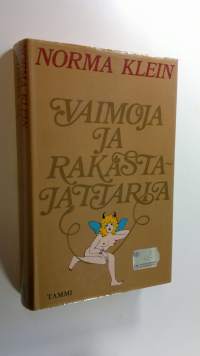 NORMA KLEIN
VAIMOJA
JA
RAKASTA-
JATTARIA
TAMMI